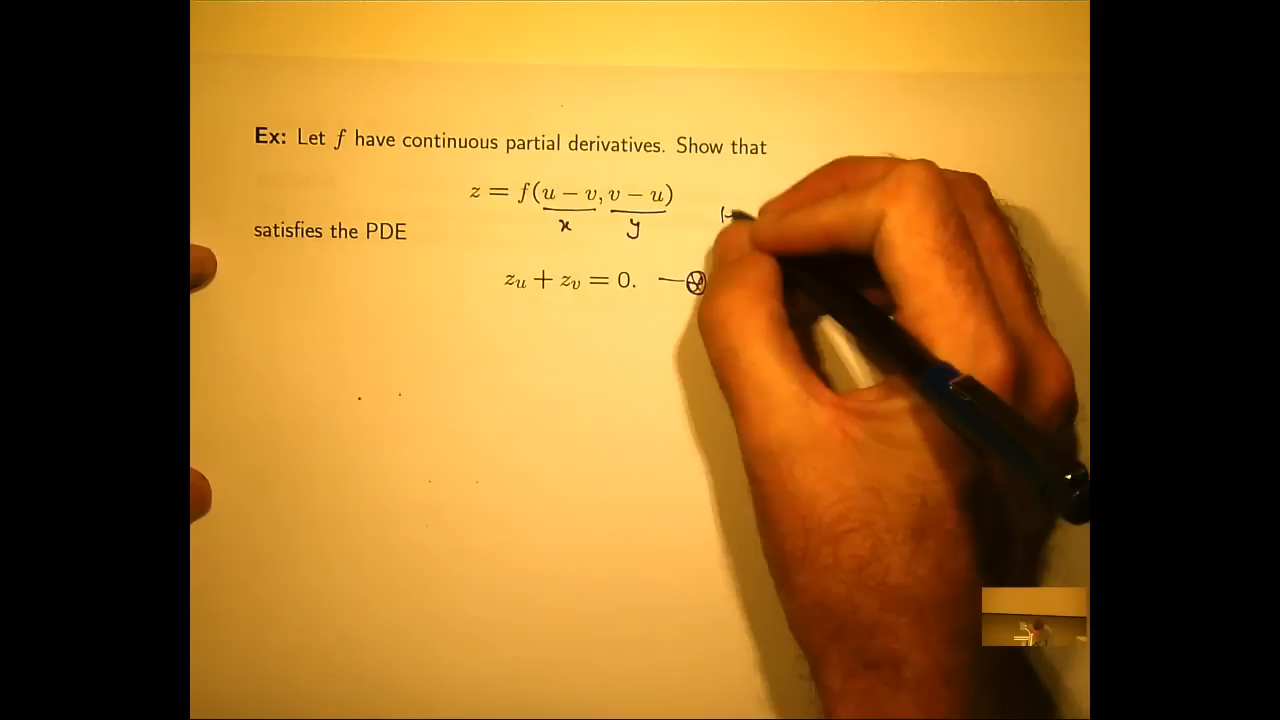 Ex: Let f have continuous partial derivatives. Show that
z = f(u − v, v − u)
x y
satisfies the PDE
z_u + z_v = 0. —⊛